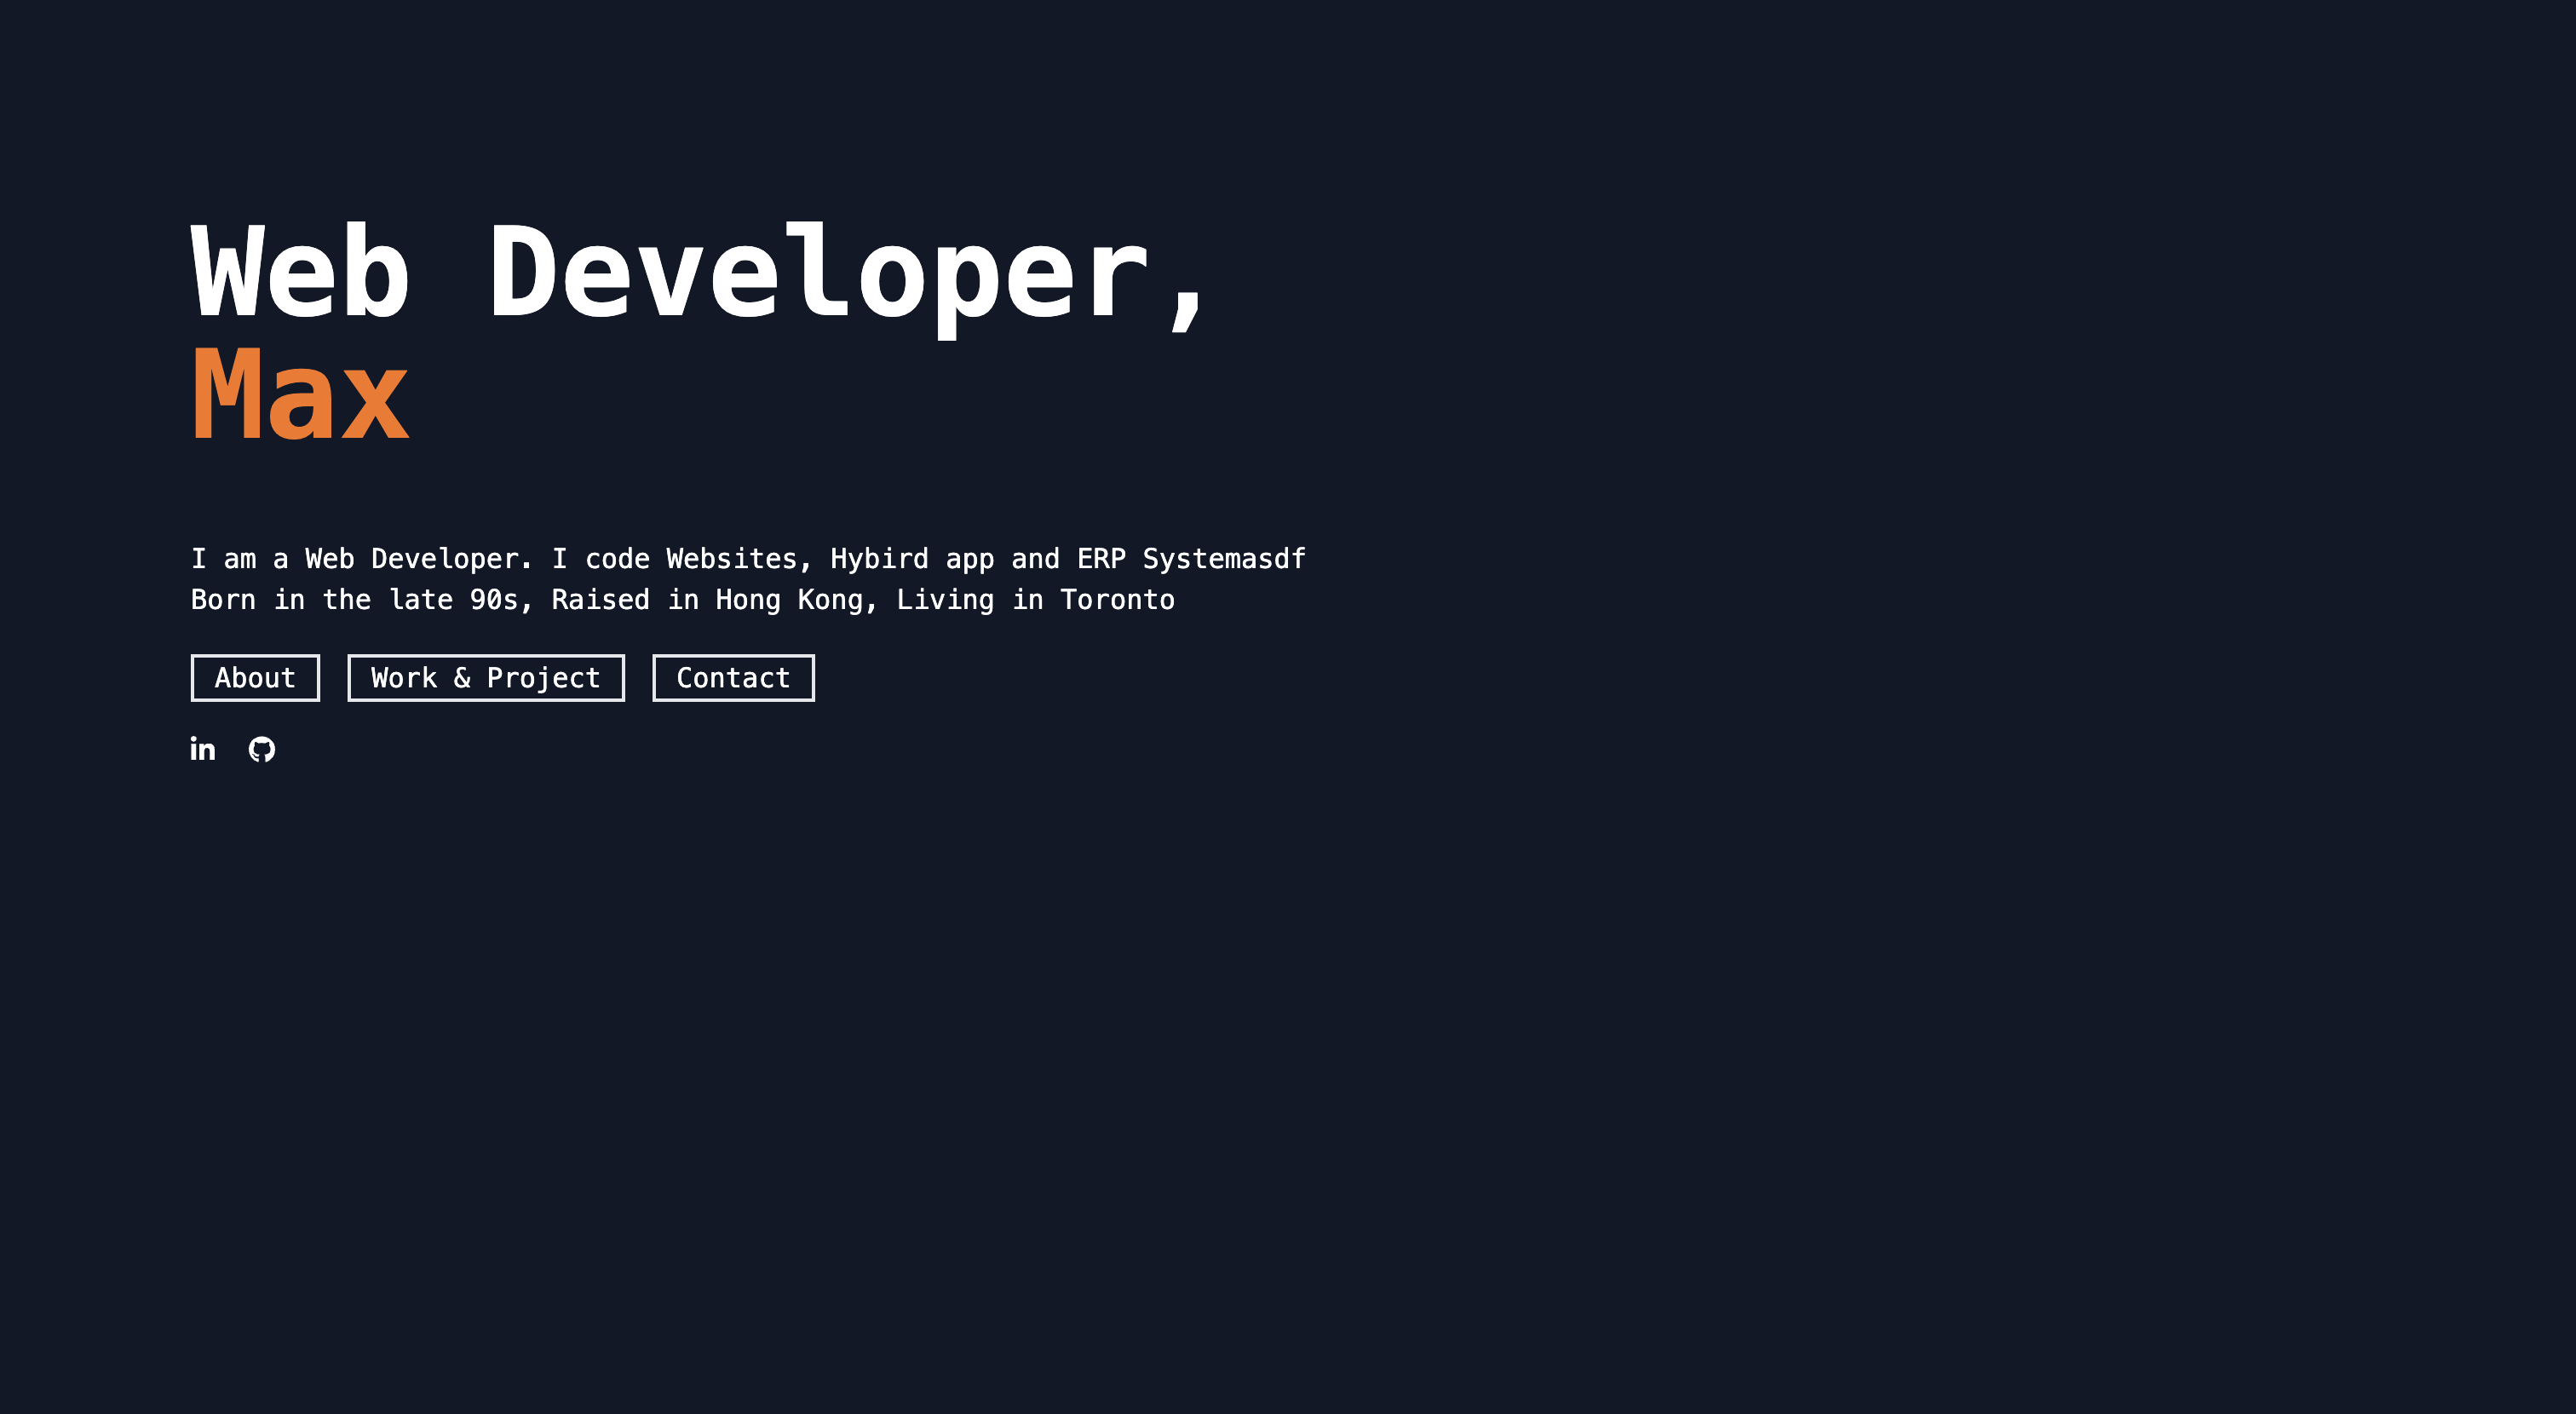 Web Developer,
Max
I am a Web Developer. I code Websites, Hybird app and ERP Systemasdf
Born in the late 90s, Raised in Hong Kong, Living in Toronto
About Work & Project Contact
in